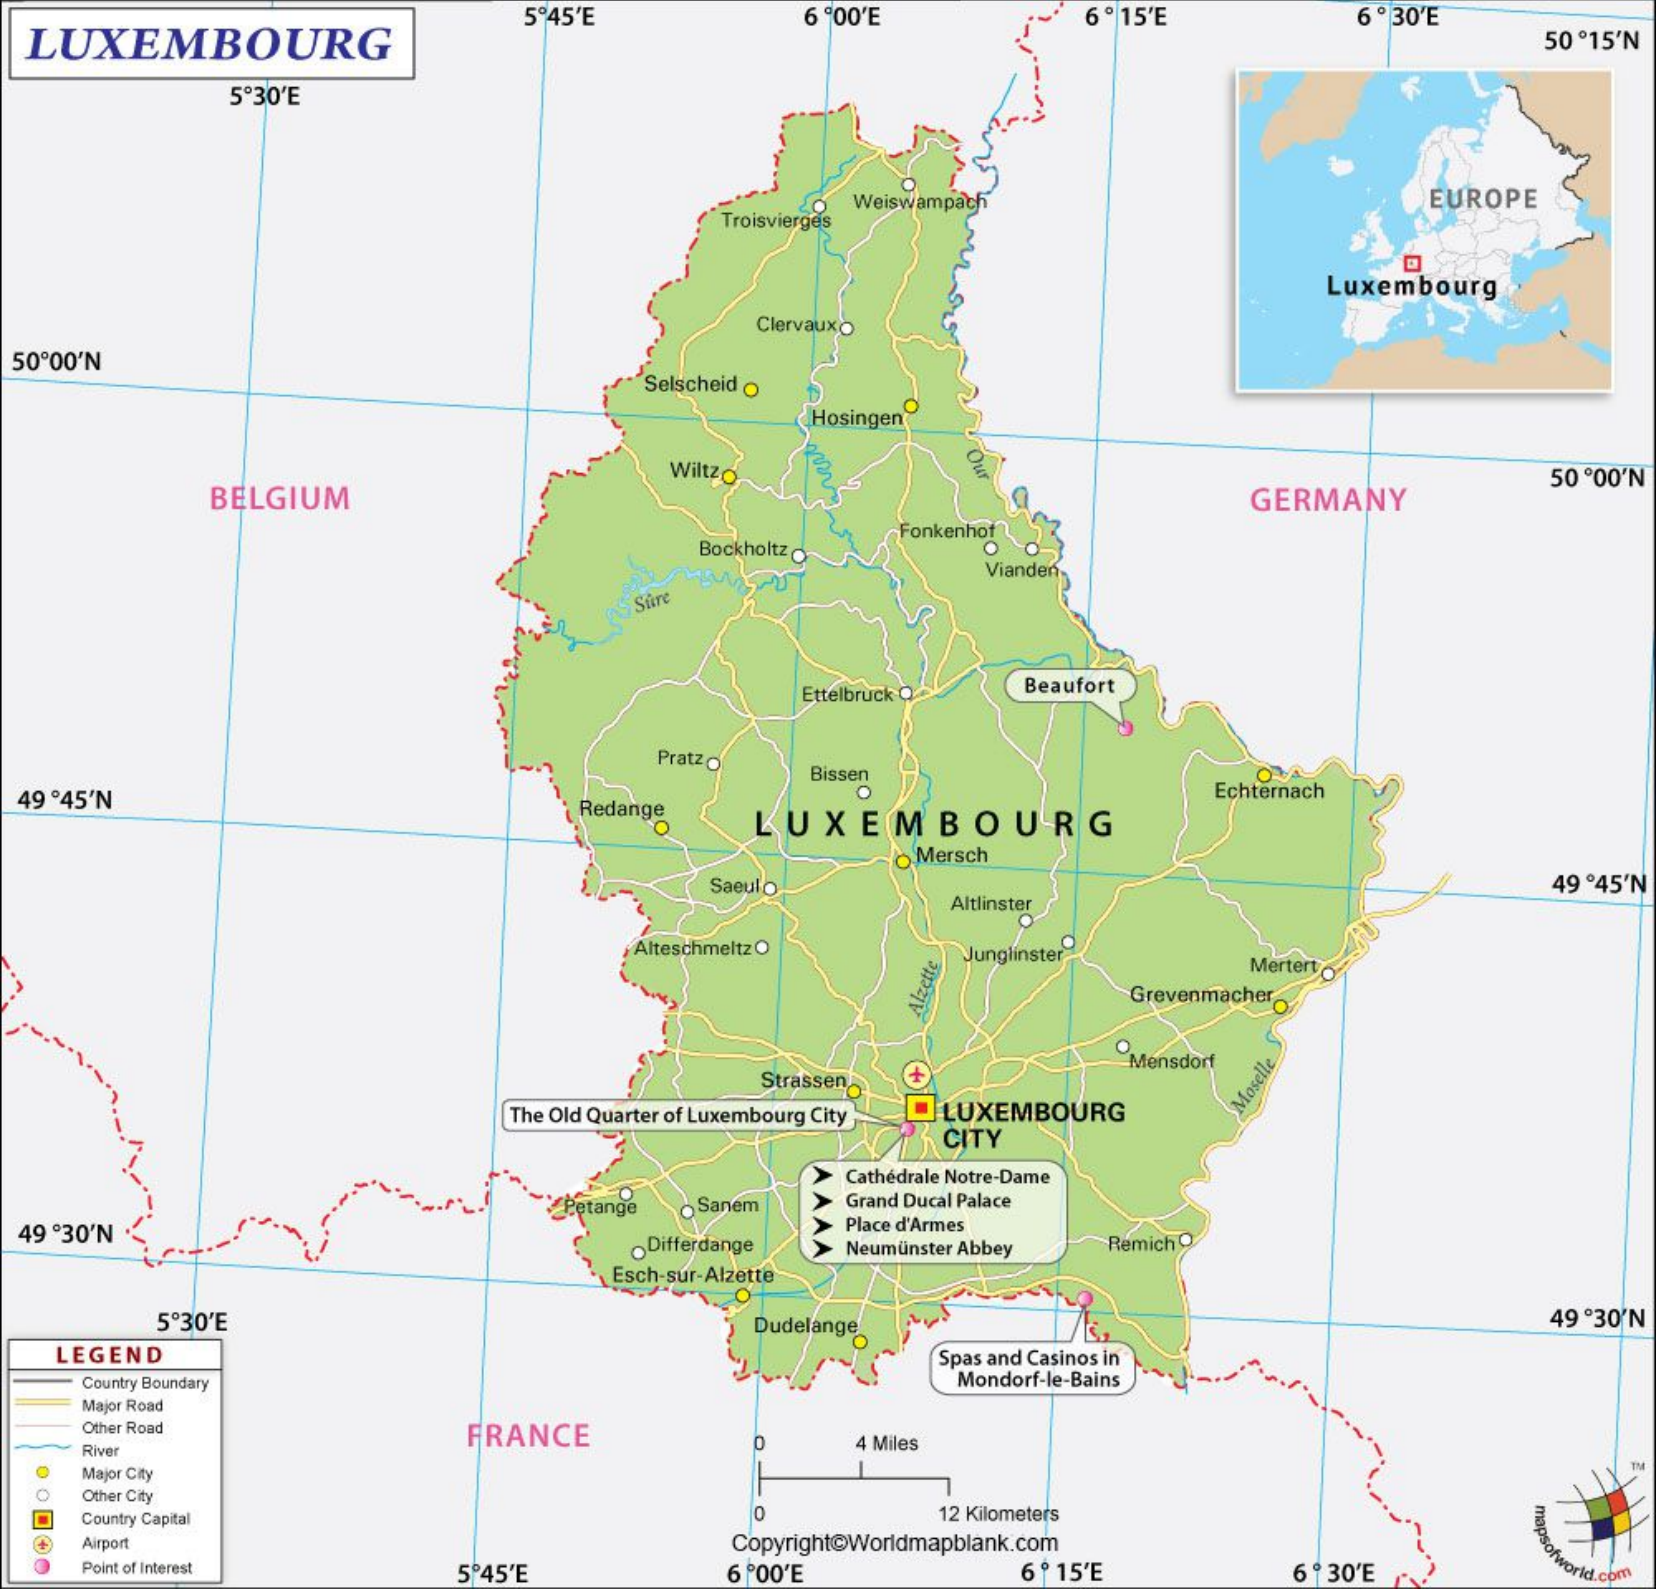 LUXEMBOURG
5°45'E
6°00'E
6°15'E
6°30'E
50°15'N
5°30'E
EUROPE
Luxembourg
Weiswampach
Troisvierges
Clervaux
50°00'N
Selscheid
Hosingen
Wiltz
Our
50°00'N
BELGIUM
GERMANY
Fonkenhof
Bockholtz
Vianden
Sûre
Beaufort
Ettelbruck
Pratz
Bissen
Echternach
49°45'N
Redange
LUXEMBOURG
Mersch
Saeul
49°45'N
Altlinster
Alteschmeltz
Junglinster
Mertert
Alzette
Grevenmacher
Mensdorf
Moselle
Strassen
The Old Quarter of Luxembourg City
LUXEMBOURG
CITY
Cathédrale Notre-Dame
Grand Ducal Palace
Place d'Armes
Neumünster Abbey
Petange
Sanem
49°30'N
Differdange
Remich
Esch-sur-Alzette
5°30'E
Dudelange
49°30'N
Spas and Casinos in
Mondorf-le-Bains
LEGEND
Country Boundary
Major Road
Other Road
River
Major City
Other City
Country Capital
Airport
Point of Interest
FRANCE
0 4 Miles
0 12 Kilometers
Copyright©Worldmapblank.com
5°45'E
6°00'E
6°15'E
6°30'E
TM
mapsofworld.com